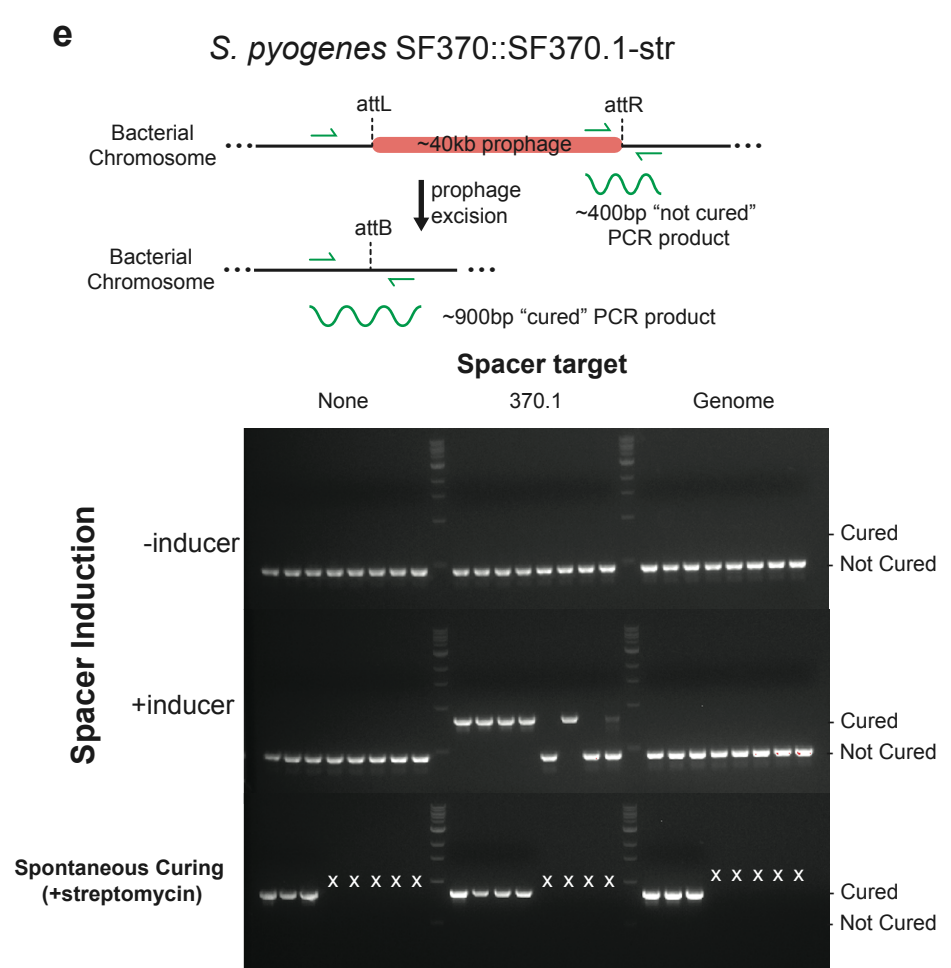 e
S. pyogenes SF370::SF370.1-str
attL
attR
Bacterial
Chromosome
~40kb prophage
prophage
excision
~400bp “not cured”
PCR product
attB
Bacterial
Chromosome
~900bp “cured” PCR product
Spacer target
None
370.1
Genome
Spacer Induction
-inducer
- Cured
- Not Cured
+inducer
- Cured
- Not Cured
Spontaneous Curing
(+streptomycin)
x x x x x
x x x x
x x x x x
- Cured
- Not Cured